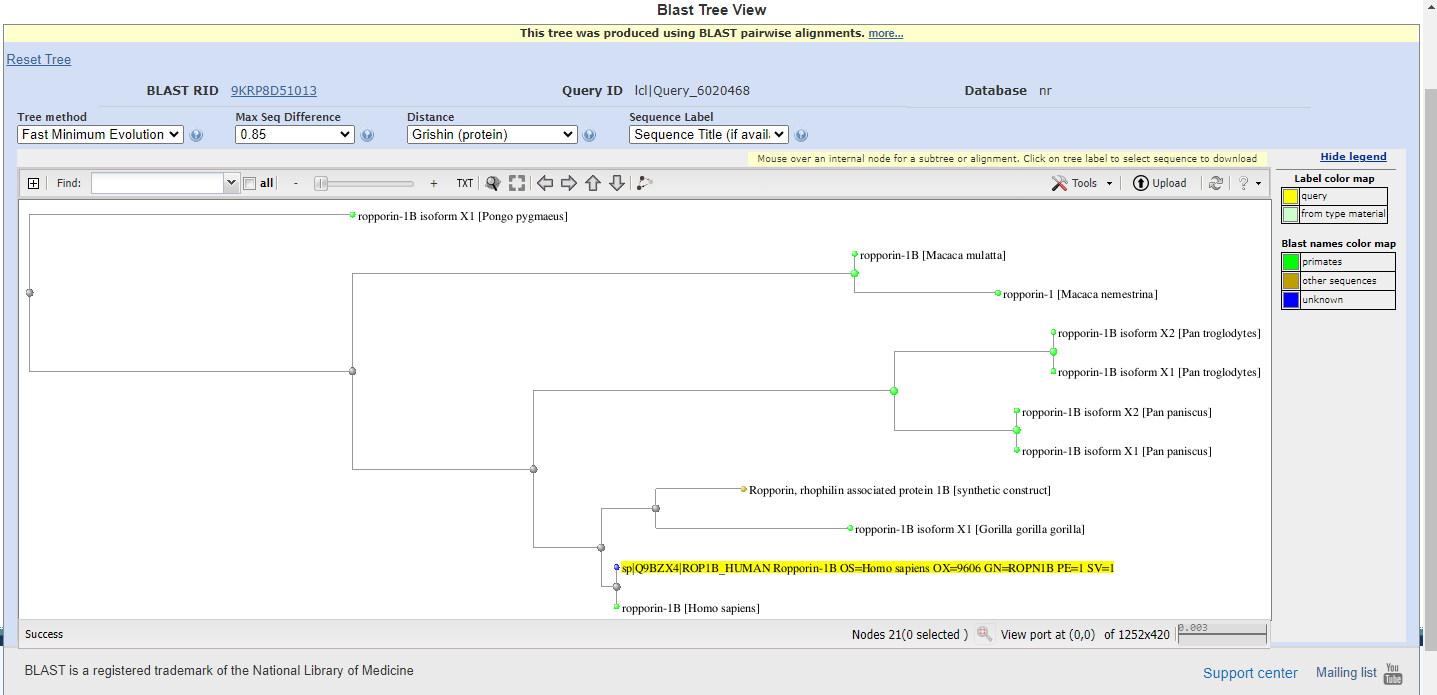 Blast Tree View
This tree was produced using BLAST pairwise alignments. more...
Reset Tree
BLAST RID 9KRP8D51013 Query ID lcl|Query_6020468 Database nr
Tree method Max Seq Difference Distance Sequence Label
Fast Minimum Evolution 0.85 Grishin (protein) Sequence Title (if avail
Mouse over an internal node for a subtree or alignment. Click on tree label to select sequence to download
Hide legend
Find: all - + TXT Tools Upload ?
Label color map
query
from type material
Blast names color map
primates
other sequences
unknown
ropporin-1B isoform X1 [Pongo pygmaeus]
ropporin-1B [Macaca mulatta]
ropporin-1 [Macaca nemestrina]
ropporin-1B isoform X2 [Pan troglodytes]
ropporin-1B isoform X1 [Pan troglodytes]
ropporin-1B isoform X2 [Pan paniscus]
ropporin-1B isoform X1 [Pan paniscus]
Ropporin, rhophilin associated protein 1B [synthetic construct]
ropporin-1B isoform X1 [Gorilla gorilla gorilla]
sp|Q9BZX4|ROP1B_HUMAN Ropporin-1B OS=Homo sapiens OX=9606 GN=ROPN1B PE=1 SV=1
ropporin-1B [Homo sapiens]
Success Nodes 21(0 selected ) View port at (0,0) of 1252x420 0.003
BLAST is a registered trademark of the National Library of Medicine
Support center Mailing list You Tube